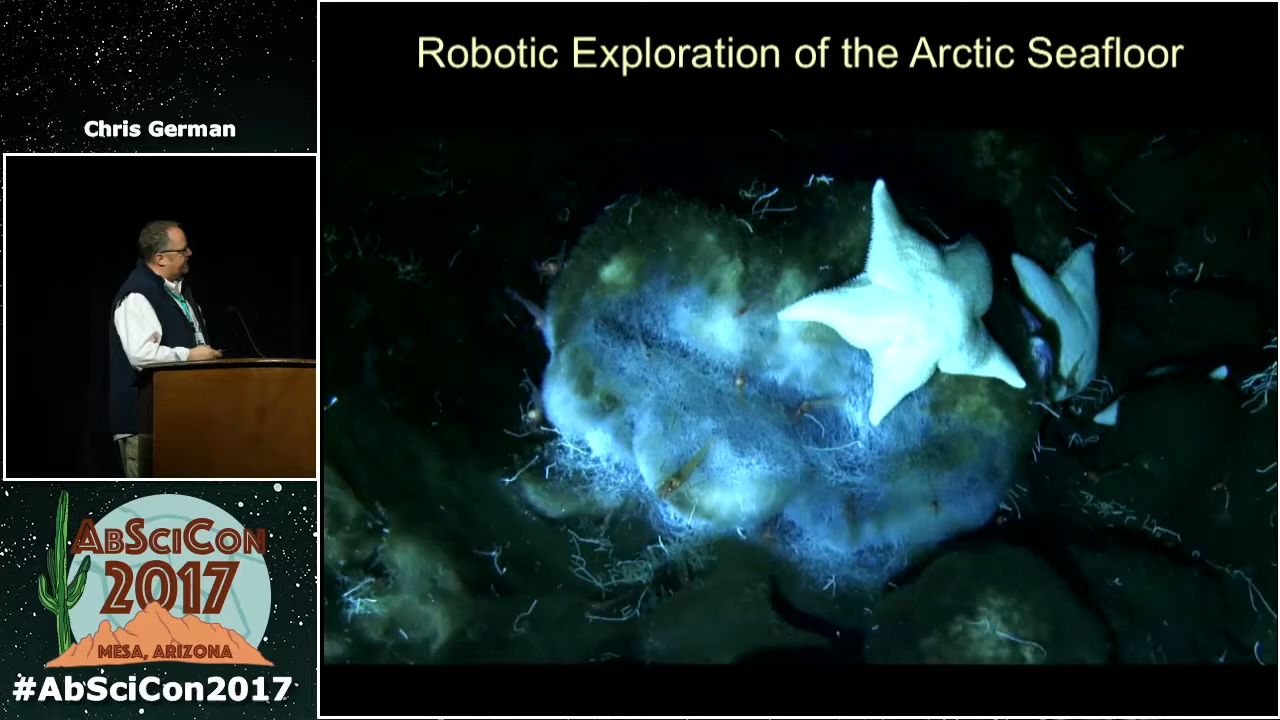 Robotic Exploration of the Arctic Seafloor
Chris German
AbSciCon
2017
MESA, ARIZONA
#AbSciCon2017